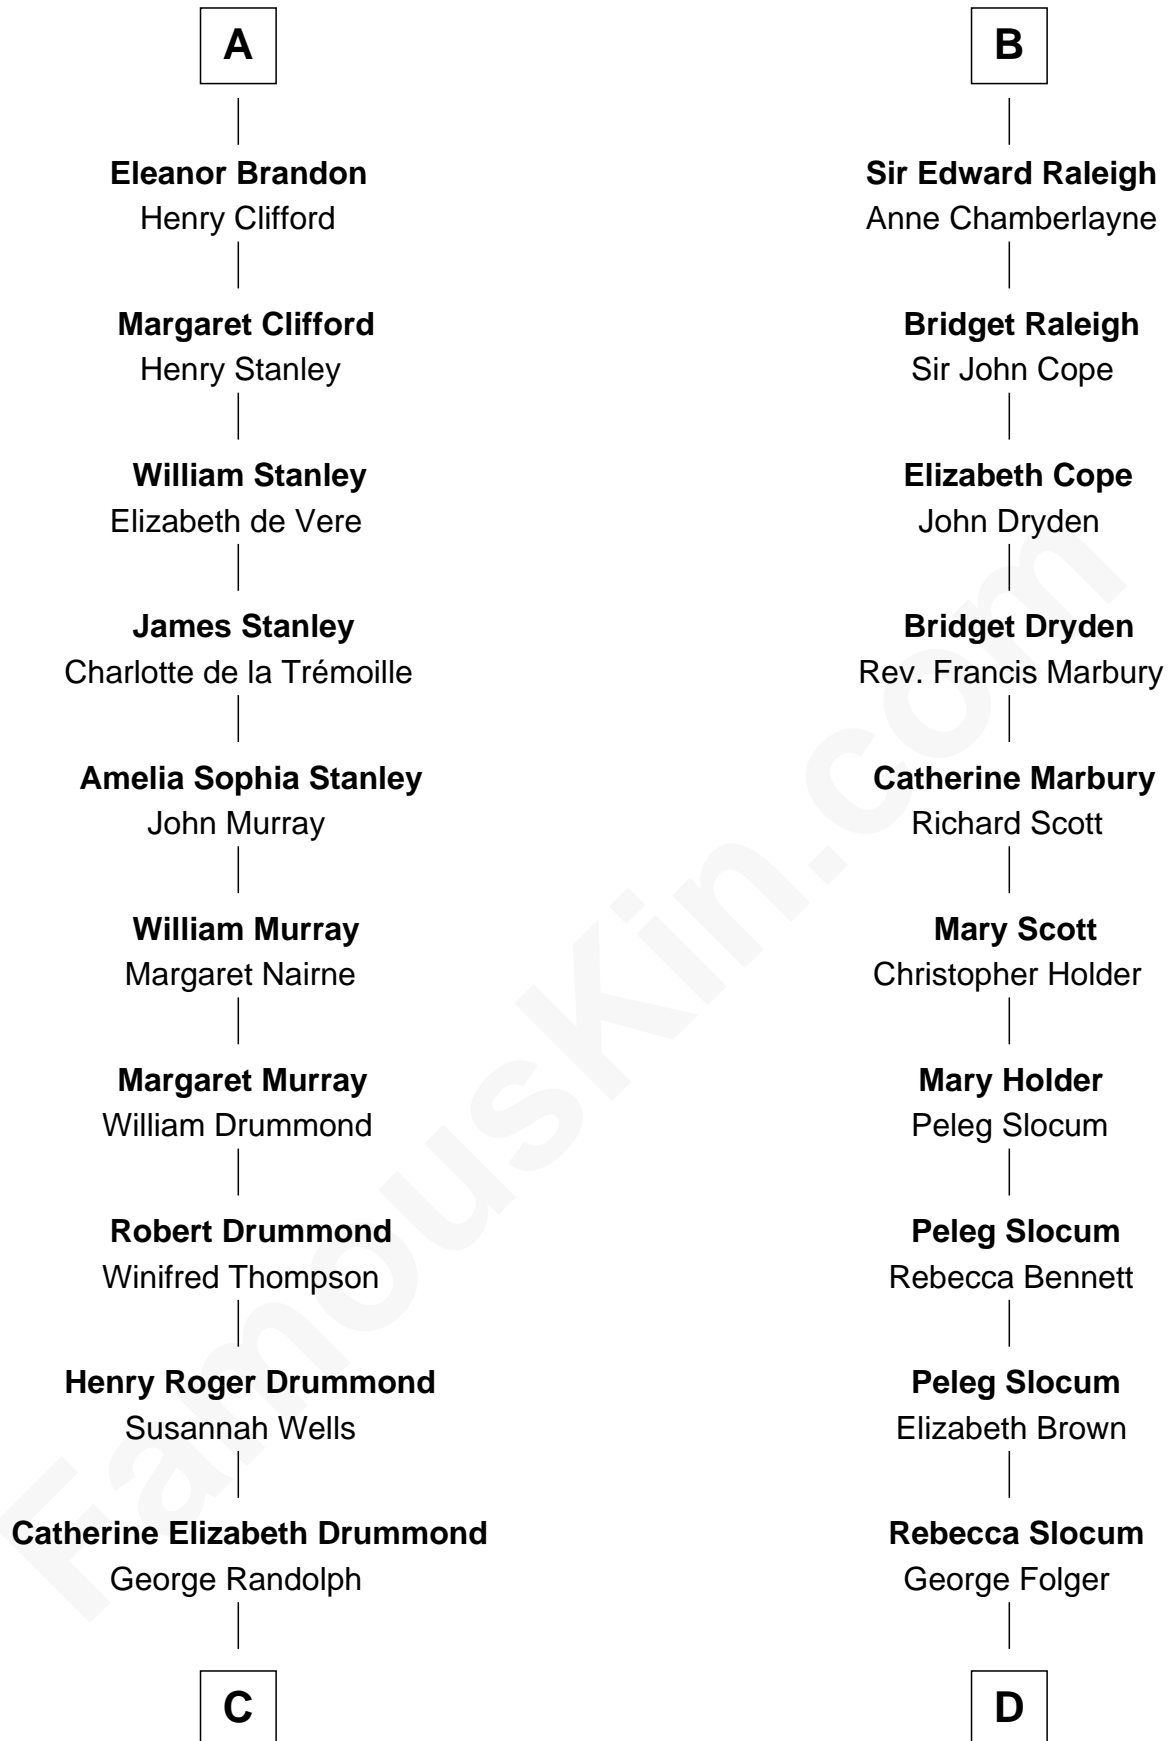 A
Eleanor Brandon
Henry Clifford
Margaret Clifford
Henry Stanley
William Stanley
Elizabeth de Vere
James Stanley
Charlotte de la Trémoille
Amelia Sophia Stanley
John Murray
William Murray
Margaret Nairne
Margaret Murray
William Drummond
Robert Drummond
Winifred Thompson
Henry Roger Drummond
Susannah Wells
Catherine Elizabeth Drummond
George Randolph
C
B
Sir Edward Raleigh
Anne Chamberlayne
Bridget Raleigh
Sir John Cope
Elizabeth Cope
John Dryden
Bridget Dryden
Rev. Francis Marbury
Catherine Marbury
Richard Scott
Mary Scott
Christopher Holder
Mary Holder
Peleg Slocum
Peleg Slocum
Rebecca Bennett
Peleg Slocum
Elizabeth Brown
Rebecca Slocum
George Folger
D
FamousKin.com